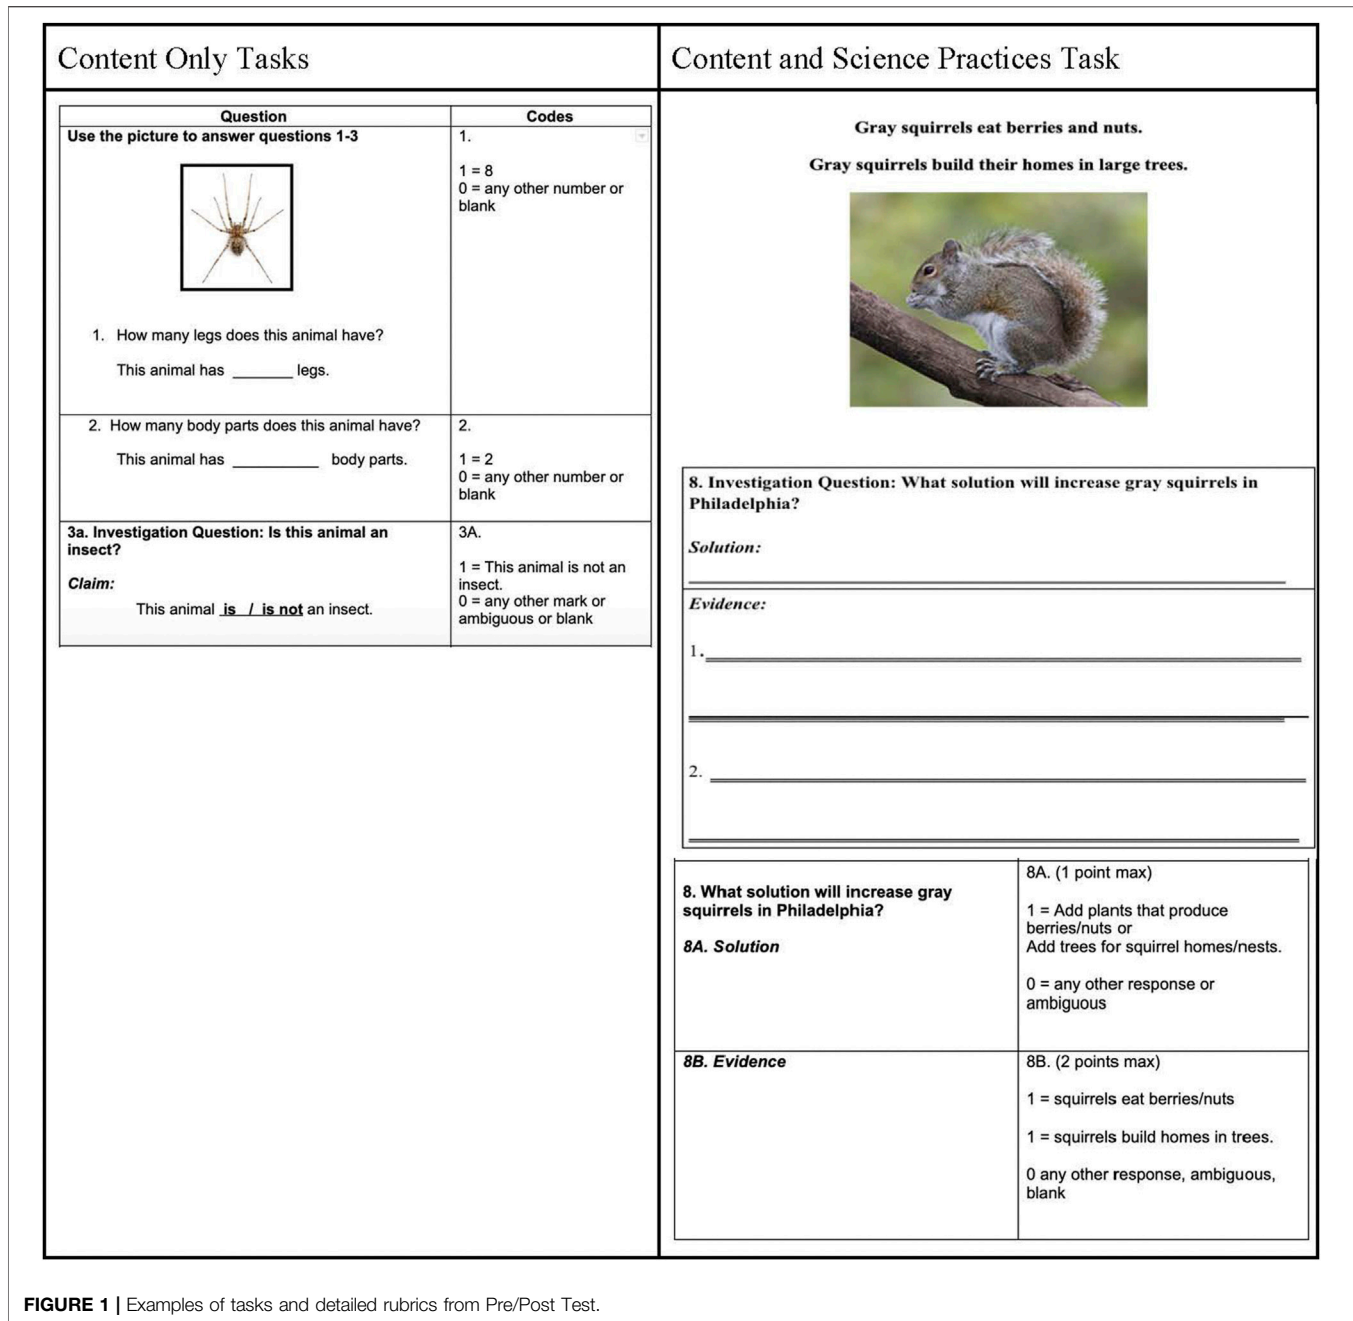 Content Only Tasks
Question
Codes
Use the picture to answer questions 1-3
1. How many legs does this animal have?
This animal has _______ legs.
1.
1 = 8
0 = any other number or
blank
2. How many body parts does this animal have?
This animal has __________ body parts.
2.
1 = 2
0 = any other number or
blank
3a. Investigation Question: Is this animal an
insect?
Claim:
This animal is / is not an insect.
3A.
1 = This animal is not an
insect.
0 = any other mark or
ambiguous or blank
Content and Science Practices Task
Gray squirrels eat berries and nuts.
Gray squirrels build their homes in large trees.
8. Investigation Question: What solution will increase gray squirrels in
Philadelphia?
Solution:
Evidence:
1.
2.
8. What solution will increase gray
squirrels in Philadelphia?
8A. Solution
8A. (1 point max)
1 = Add plants that produce
berries/nuts or
Add trees for squirrel homes/nests.
0 = any other response or
ambiguous
8B. Evidence
8B. (2 points max)
1 = squirrels eat berries/nuts
1 = squirrels build homes in trees.
0 any other response, ambiguous,
blank
FIGURE 1 | Examples of tasks and detailed rubrics from Pre/Post Test.